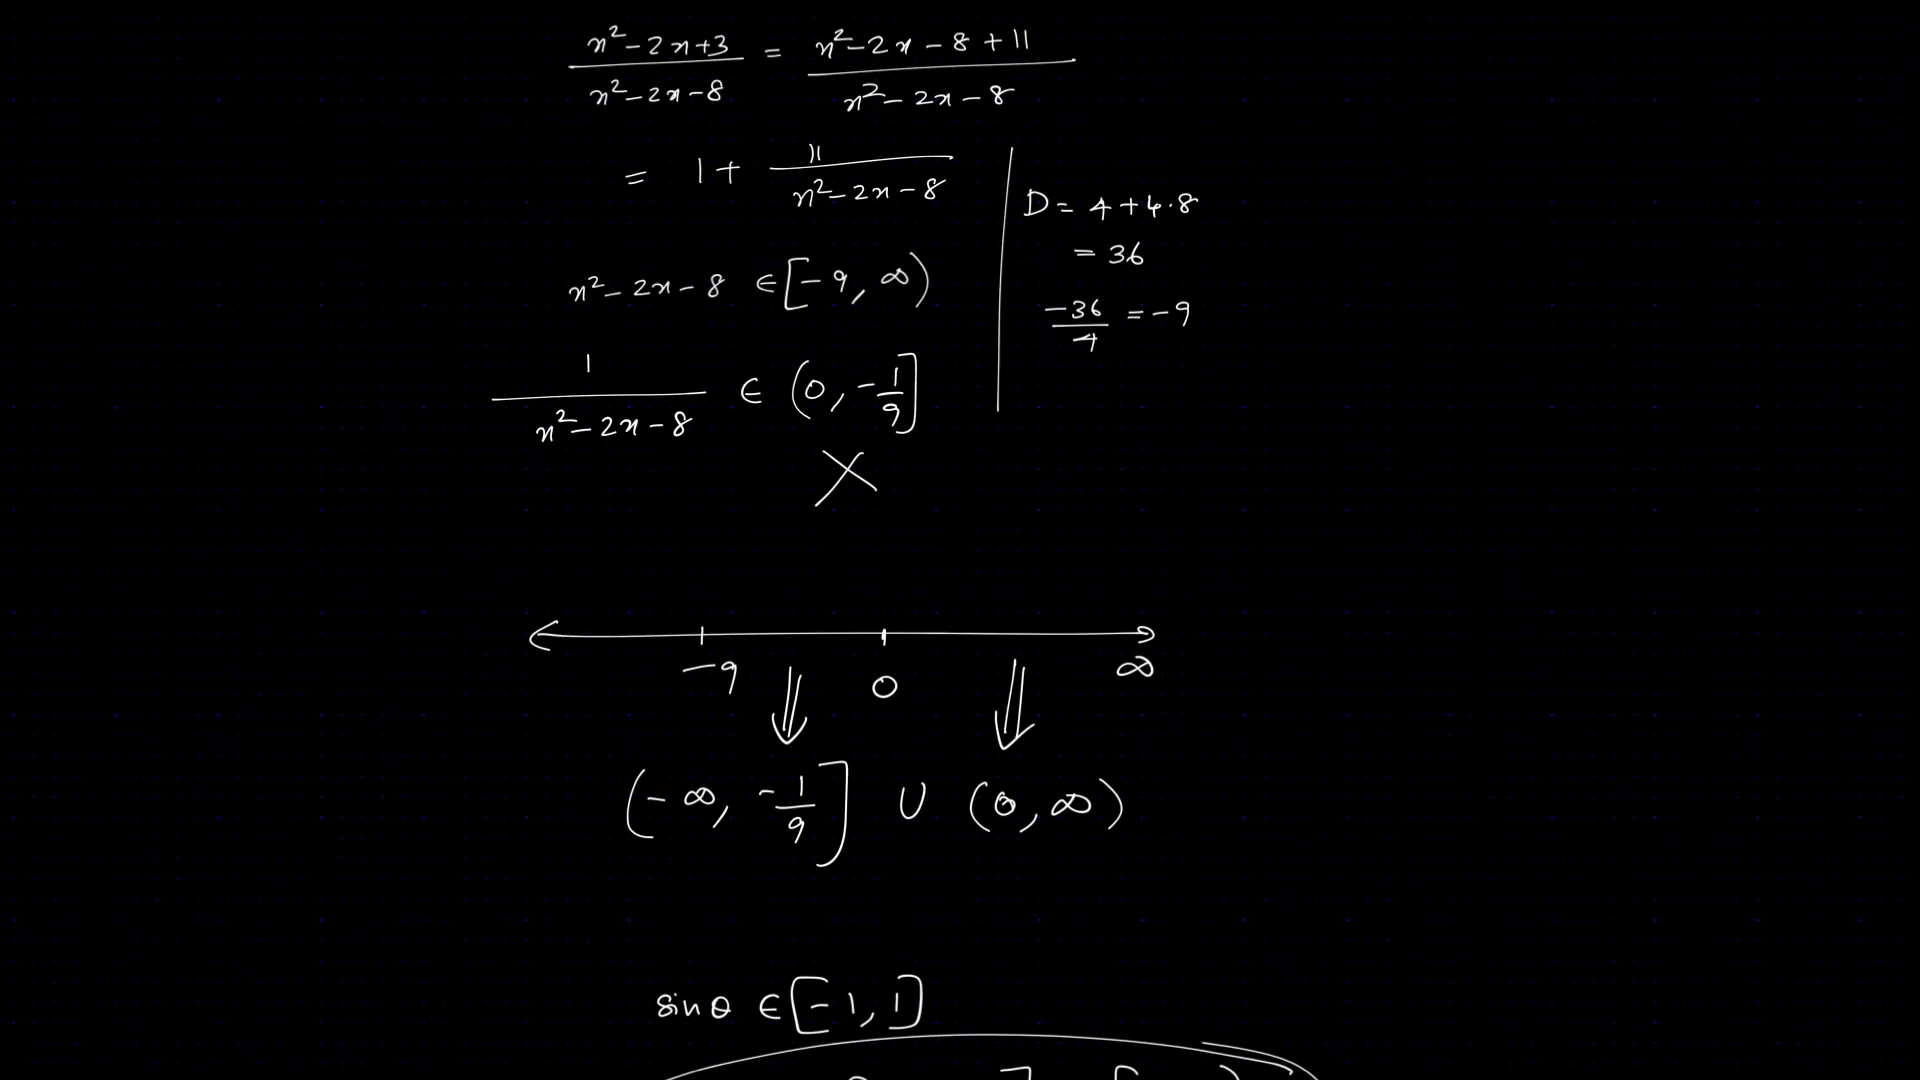 x²-2x+3 / x²-2x-8 = x²-2x-8+11 / x²-2x-8
= 1+ 11 / x²-2x-8
D = 4+4·8
= 36
x²-2x-8 ∈ [-9, ∞)
-36/4 = -9
1 / x²-2x-8 ∈ (0, -1/9]
X
-9 0 ∞
(-∞, -1/9] ∪ (0, ∞)
sinθ ∈ [-1, 1]